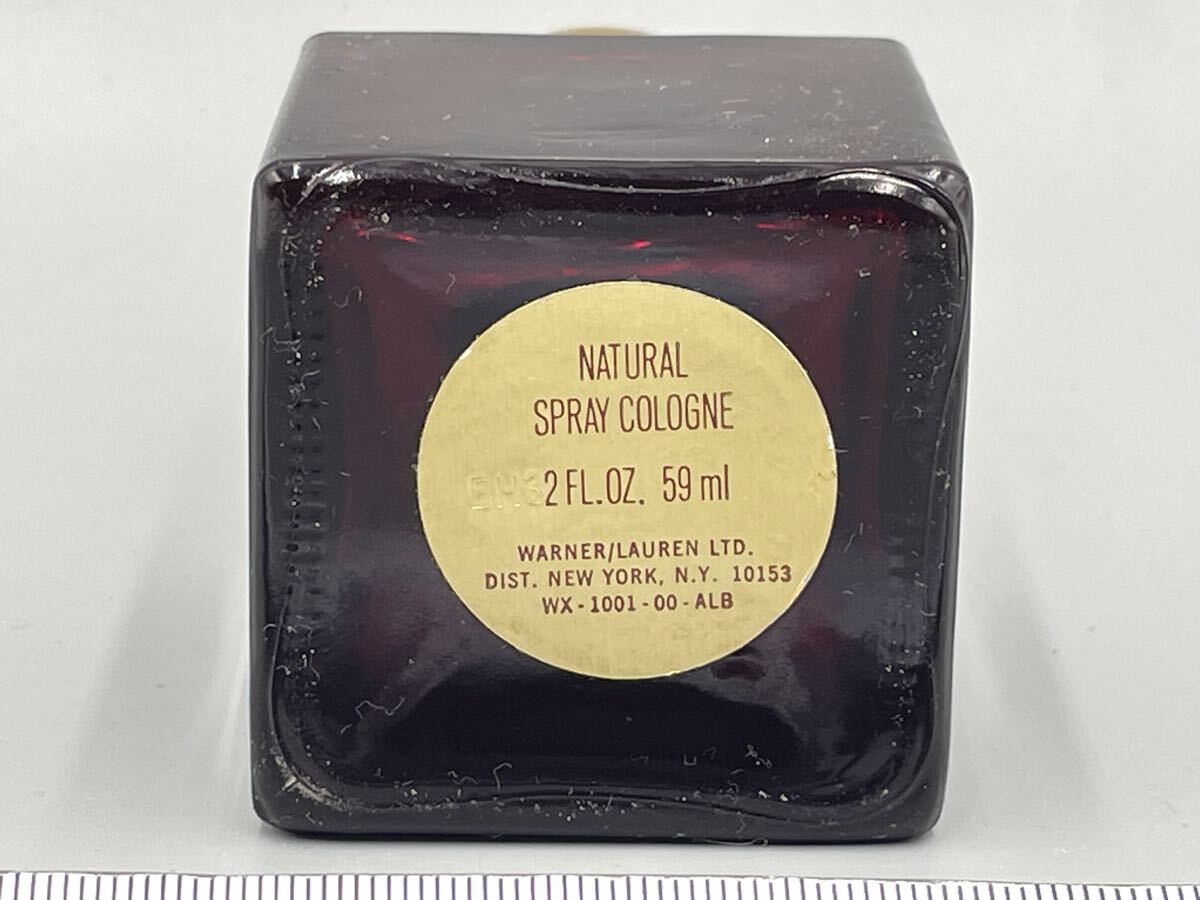 NATURAL
SPRAY COLOGNE
EM3 2 FL.OZ. 59 ml
WARNER/LAUREN LTD.
DIST. NEW YORK, N.Y. 10153
WX-1001-00-ALB